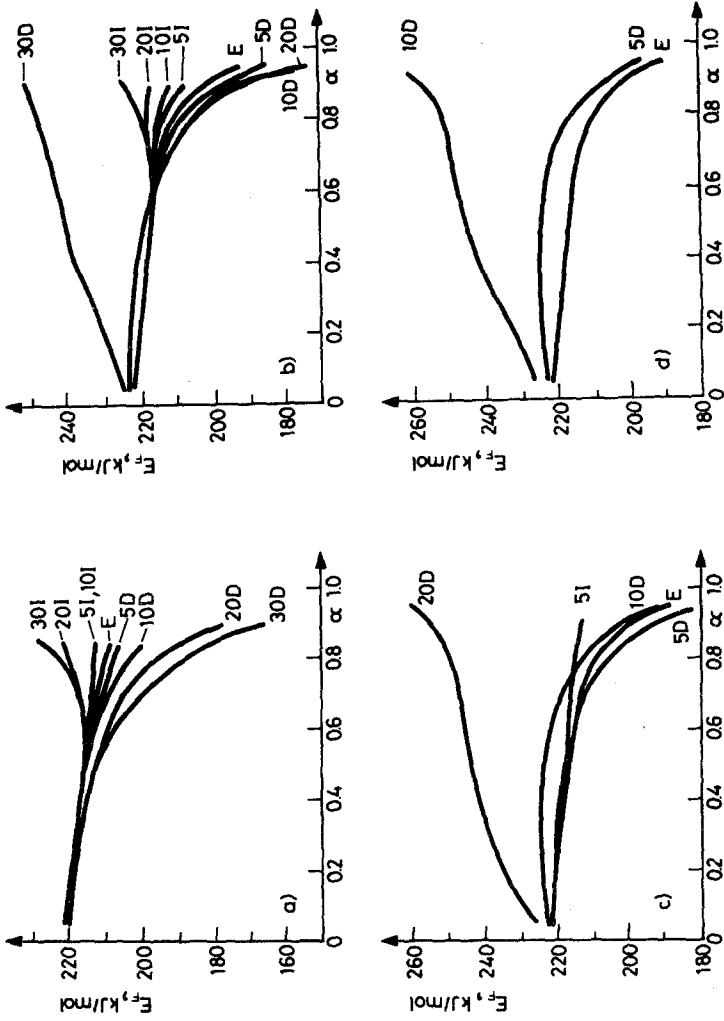 a)
E_F, kJ/mol
220
200
180
160
0
0.2
0.4
0.6
0.8
α
1.0
30I
20I
5I, 10I
E
5D
10D
20D
30D
b)
E_F, kJ/mol
240
220
200
180
0
0.2
0.4
0.6
0.8
α
1.0
30D
30I
20I
10I
5I
E
5D
20D
10D
c)
E_F, kJ/mol
260
240
220
200
180
0
0.2
0.4
0.6
0.8
α
1.0
20D
5I
10D
E
5D
d)
E_F, kJ/mol
260
240
220
200
180
0
0.2
0.4
0.6
0.8
α
1.0
10D
5D
E